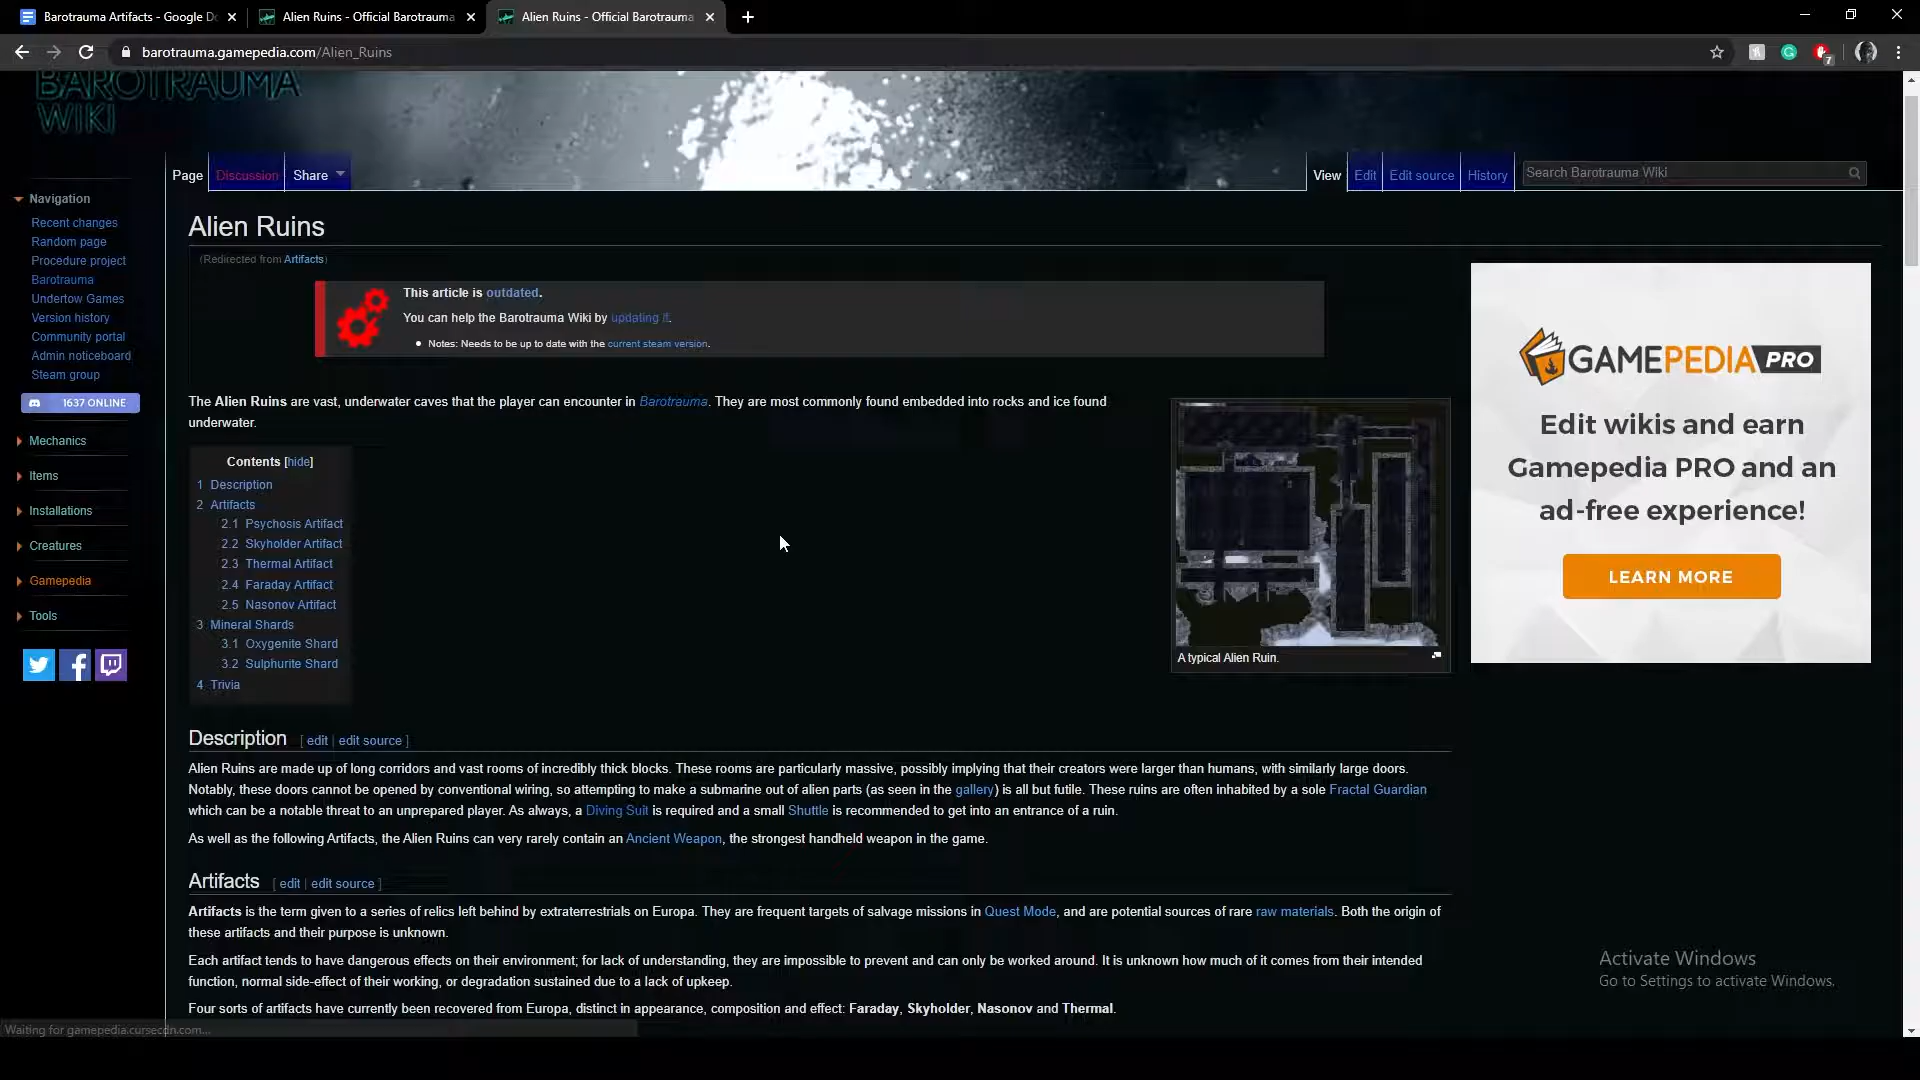 Barotrauma Artifacts - Google Do
Alien Ruins - Official Barotrauma
Alien Ruins - Official Barotrauma
barotrauma.gamepedia.com/Alien_Ruins
7
BAROTRAUMA
WIKI
Page
Discussion
Share
View
Edit
Edit source
History
Search Barotrauma Wiki
Navigation
Recent changes
Random page
Procedure project
Barotrauma
Undertow Games
Version history
Community portal
Admin noticeboard
Steam group
1637 ONLINE
Mechanics
Items
Installations
Creatures
Gamepedia
Tools
Alien Ruins
(Redirected from Artifacts)
This article is outdated.
You can help the Barotrauma Wiki by updating it.
Notes: Needs to be up to date with the current steam version.
The Alien Ruins are vast, underwater caves that the player can encounter in Barotrauma. They are most commonly found embedded into rocks and ice found
underwater.
Contents [hide]
1 Description
2 Artifacts
2.1 Psychosis Artifact
2.2 Skyholder Artifact
2.3 Thermal Artifact
2.4 Faraday Artifact
2.5 Nasonov Artifact
3 Mineral Shards
3.1 Oxygenite Shard
3.2 Sulphurite Shard
4 Trivia
A typical Alien Ruin.
GAMEPEDIA PRO
Edit wikis and earn
Gamepedia PRO and an
ad-free experience!
LEARN MORE
Description [ edit | edit source ]
Alien Ruins are made up of long corridors and vast rooms of incredibly thick blocks. These rooms are particularly massive, possibly implying that their creators were larger than humans, with similarly large doors.
Notably, these doors cannot be opened by conventional wiring, so attempting to make a submarine out of alien parts (as seen in the gallery) is all but futile. These ruins are often inhabited by a sole Fractal Guardian
which can be a notable threat to an unprepared player. As always, a Diving Suit is required and a small Shuttle is recommended to get into an entrance of a ruin.
As well as the following Artifacts, the Alien Ruins can very rarely contain an Ancient Weapon, the strongest handheld weapon in the game.
Artifacts [ edit | edit source ]
Artifacts is the term given to a series of relics left behind by extraterrestrials on Europa. They are frequent targets of salvage missions in Quest Mode, and are potential sources of rare raw materials. Both the origin of
these artifacts and their purpose is unknown.
Each artifact tends to have dangerous effects on their environment; for lack of understanding, they are impossible to prevent and can only be worked around. It is unknown how much of it comes from their intended
function, normal side-effect of their working, or degradation sustained due to a lack of upkeep.
Four sorts of artifacts have currently been recovered from Europa, distinct in appearance, composition and effect: Faraday, Skyholder, Nasonov and Thermal.
Activate Windows
Go to Settings to activate Windows.
Waiting for gamepedia.cursecdn.com...